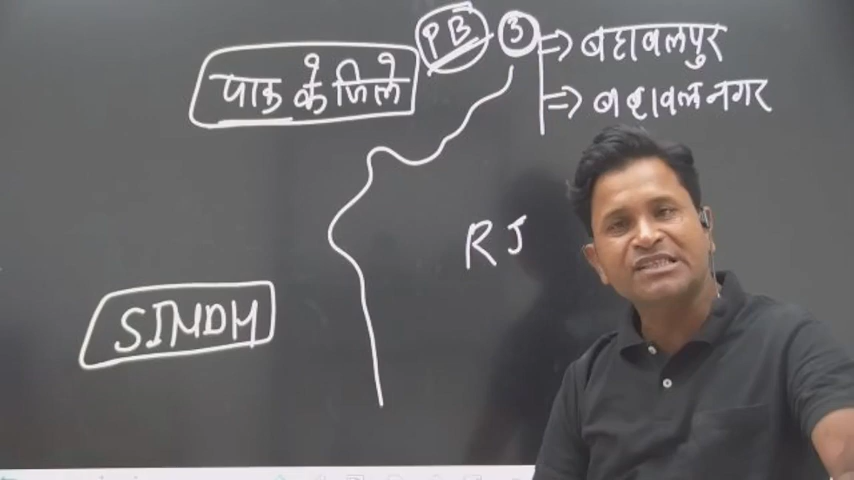 PB ③ ⇒ बहावलपुर
पाक के जिले ⇒ बहावलनगर
RJ
SINDH